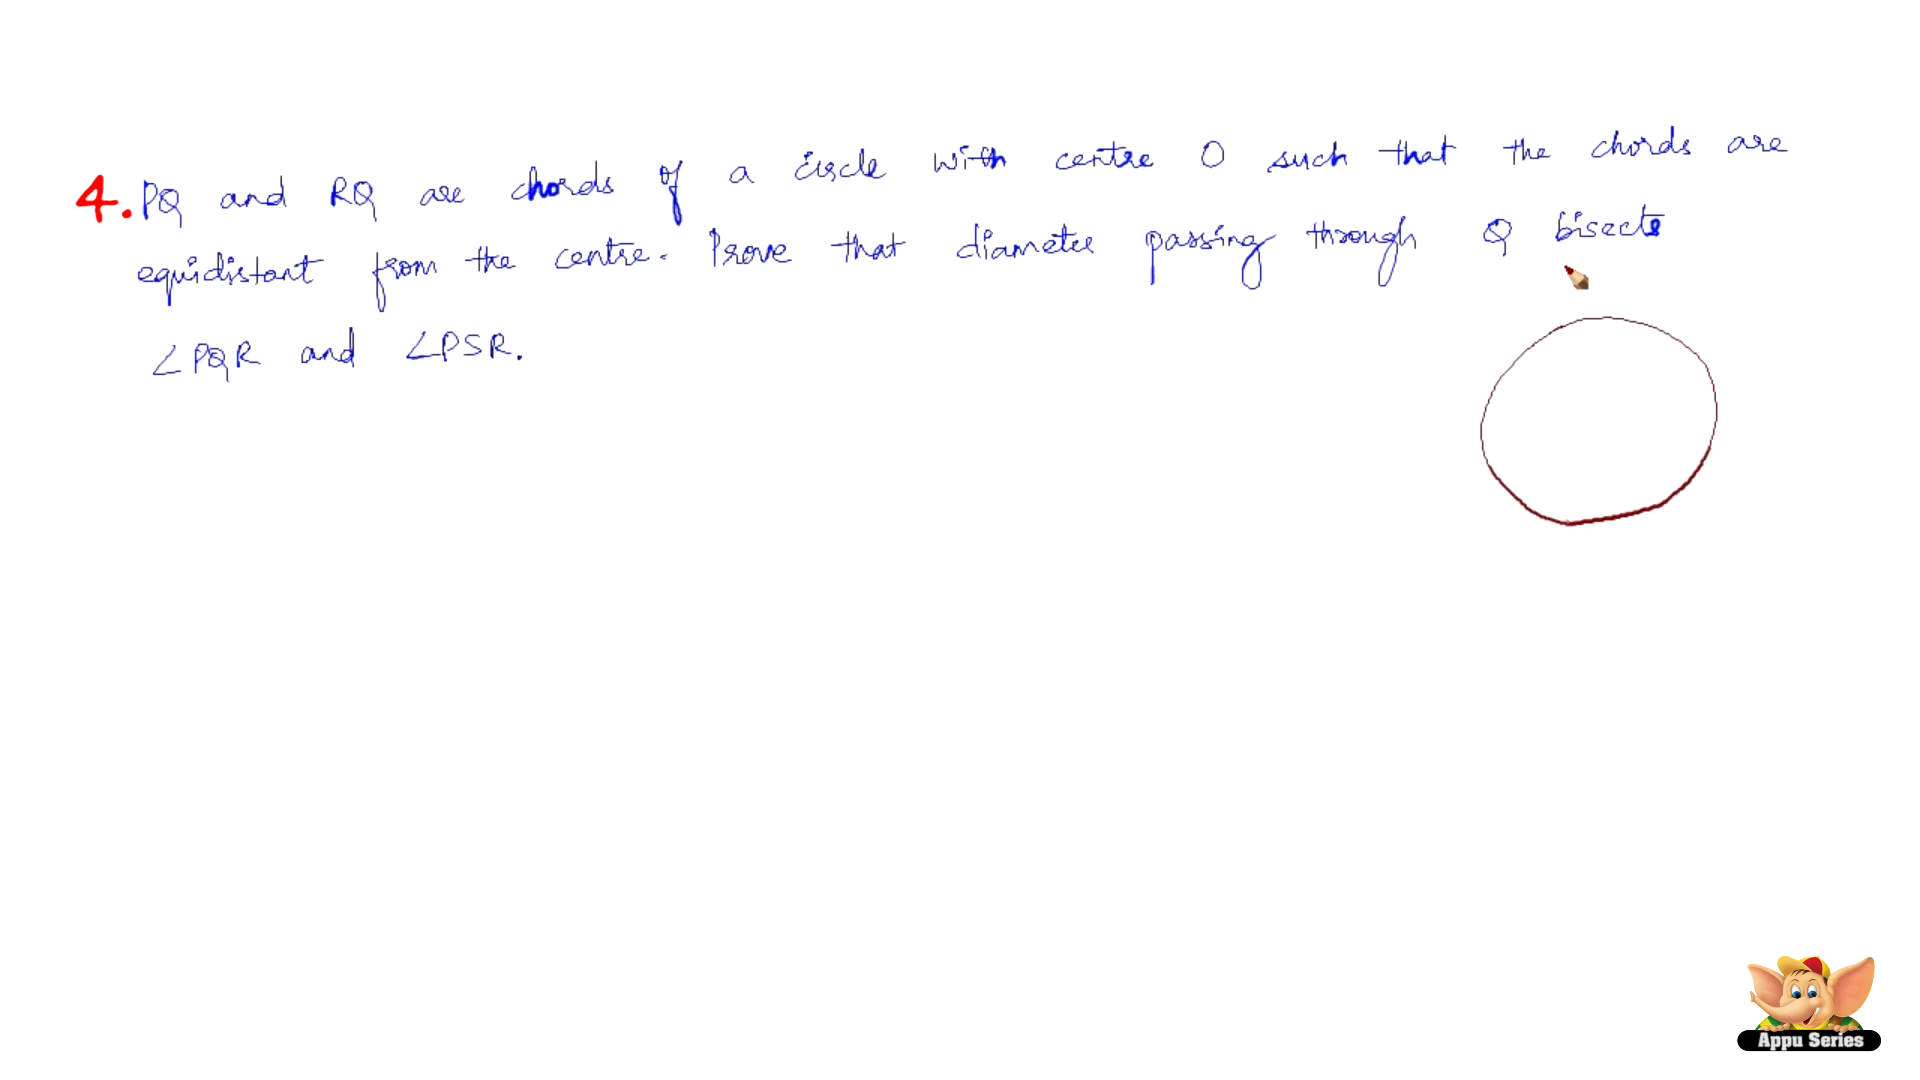 4. PQ and RQ are chords of a circle with centre O such that the chords are
equidistant from the centre. Prove that diameter passing through Q bisects
∠PQR and ∠PSR.
Appu Series